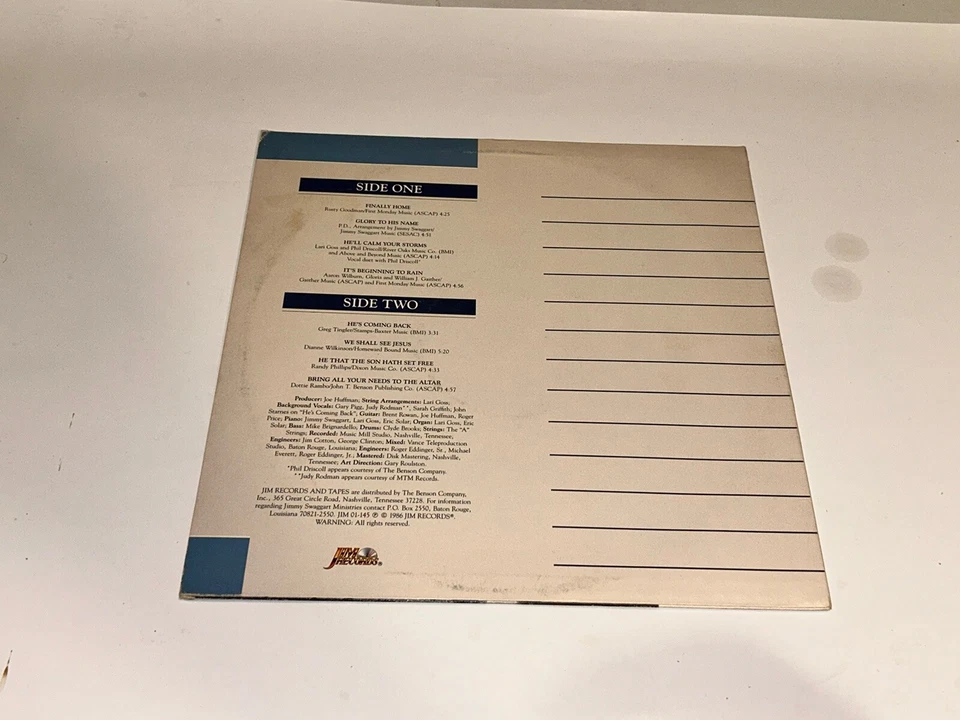 SIDE ONE
FINALLY HOME
Rusty Goodman/First Monday Music (ASCAP) 4:23
GLORY TO HIS NAME
P.D., Arrangement by Jimmy Swaggart/
Jimmy Swaggart Music (SESAC) 4:51
HE'LL CALM YOUR STORMS
Lari Goss and Phil Driscoll/River Oaks Music Co. (BMI)
and Above and Beyond Music (ASCAP) 4:14
Vocal duet with Phil Driscoll*
IT'S BEGINNING TO RAIN
Aaron Wilburn, Gloria and William J. Gaither/
Gaither Music (ASCAP) and First Monday Music (ASCAP) 4:56
SIDE TWO
HE'S COMING BACK
Greg Tingler/Stamps-Baxter Music (BMI) 3:31
WE SHALL SEE JESUS
Dianne Wilkinson/Homeward Bound Music (BMI) 5:20
HE THAT THE SON HATH SET FREE
Randy Phillips/Dixon Music Co. (ASCAP) 4:33
BRING ALL YOUR NEEDS TO THE ALTAR
Dottie Rambo/John T. Benson Publishing Co. (ASCAP) 4:57
Producer: Joe Huffman; String Arrangements: Lari Goss;
Background Vocals: Gary Pigg, Judy Rodman**, Sarah Griffith, John
Starnes on "He's Coming Back"; Guitar: Brent Rowan, Joe Huffman, Roger
Price; Piano: Jimmy Swaggart, Lari Goss, Eric Solar; Organ: Lari Goss, Eric
Solar; Bass: Mike Brignardello; Drums: Clyde Brooks; Strings: The "A"
Strings; Recorded: Music Mill Studio, Nashville, Tennessee,
Engineers: Jim Cotton, George Clinton; Mixed: Vance Teleproduction
Studio, Baton Rouge, Louisiana; Engineers: Roger Eddinger, Sr., Michael
Everett, Roger Eddinger, Jr.; Mastered: Disk Mastering, Nashville,
Tennessee; Art Direction: Gary Roulston.
*Phil Driscoll appears courtesy of The Benson Company.
**Judy Rodman appears courtesy of MTM Records.
JIM RECORDS AND TAPES are distributed by The Benson Company,
Inc., 365 Great Circle Road, Nashville, Tennessee 37228. For information
regarding Jimmy Swaggart Ministries contact P.O. Box 2550, Baton Rouge,
Louisiana 70821-2550. JIM 01-145 ℗ © 1986 JIM RECORDS®.
WARNING: All rights reserved.
JIM
RECORDS®